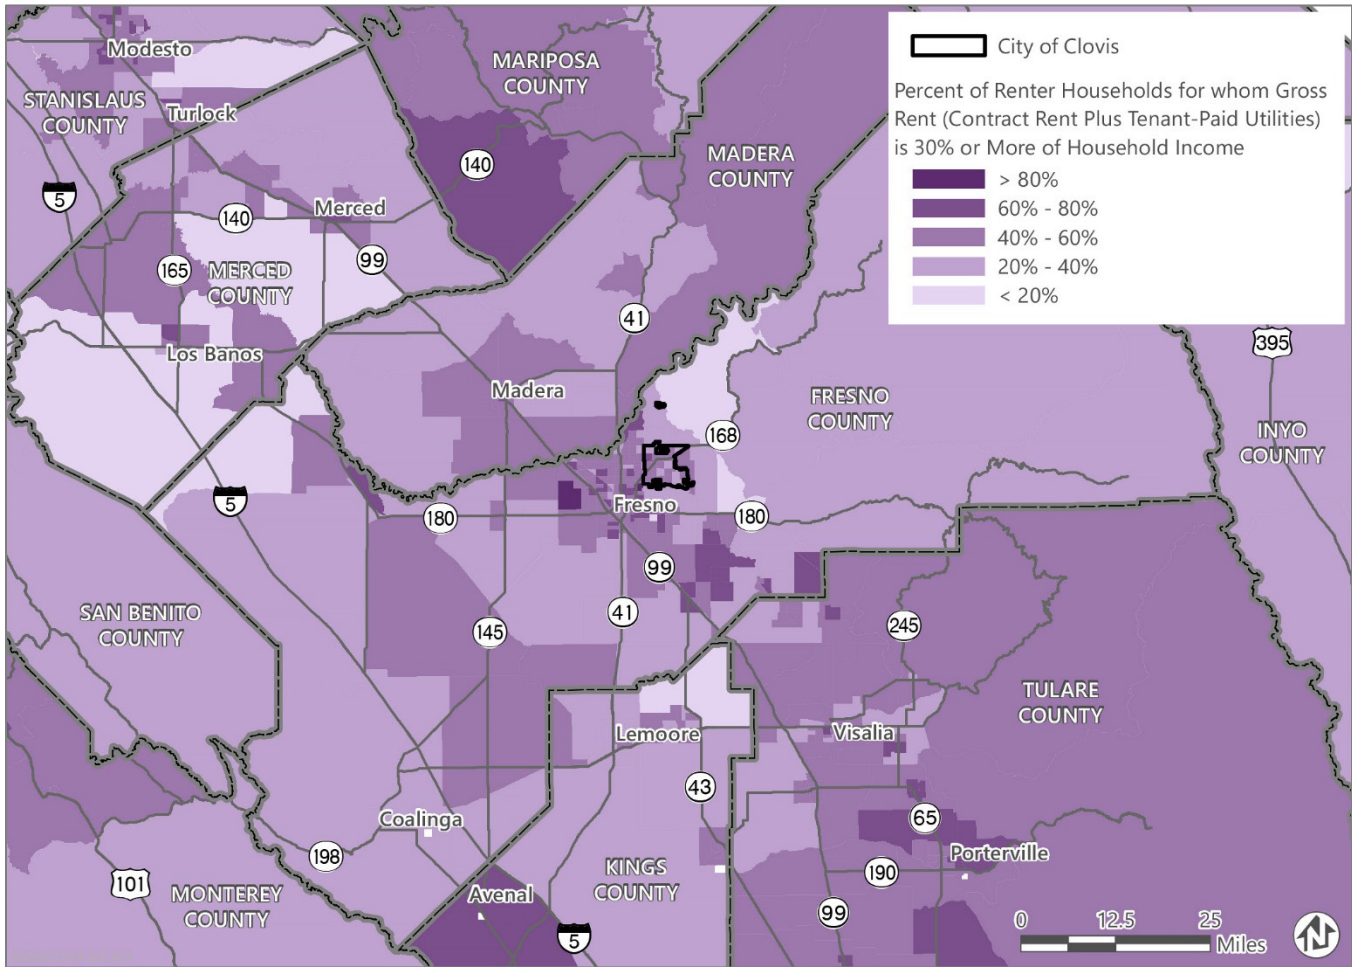 City of Clovis
Percent of Renter Households for whom Gross
Rent (Contract Rent Plus Tenant-Paid Utilities)
is 30% or More of Household Income
> 80%
60% - 80%
40% - 60%
20% - 40%
< 20%
Modesto
MARIPOSA
COUNTY
STANISLAUS
COUNTY
Turlock
140
MADERA
COUNTY
5
Merced
140
99
165
MERCED
COUNTY
41
395
Los Banos
Madera
FRESNO
COUNTY
168
INYO
COUNTY
5
180
Fresno
180
99
SAN BENITO
COUNTY
41
145
245
TULARE
COUNTY
Lemoore
Visalia
43
Coalinga
65
198
Porterville
101
MONTEREY
COUNTY
KINGS
COUNTY
190
Avenal
99
5
0
12.5
25
Miles
N